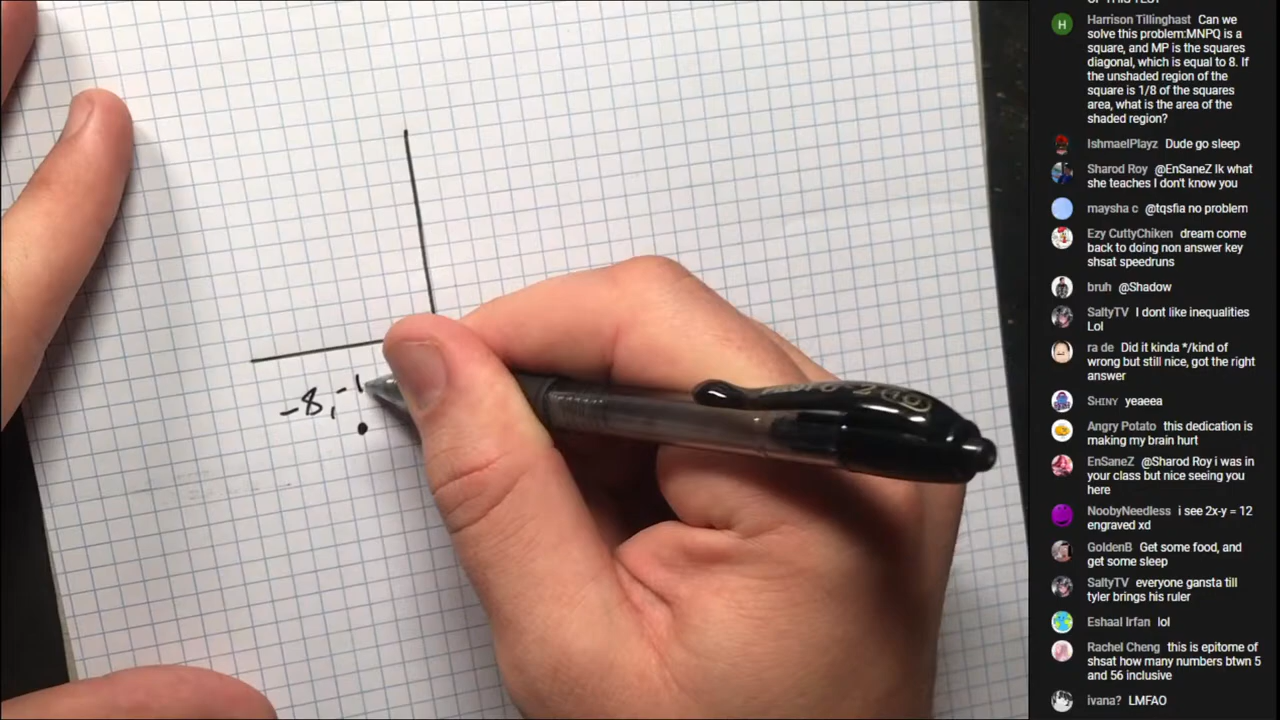 -8, -1
G2 0.7
OF THIS TEST
H
Harrison Tillinghast Can we
solve this problem:MNPQ is a
square, and MP is the squares
diagonal, which is equal to 8. If
the unshaded region of the
square is 1/8 of the squares
area, what is the area of the
shaded region?
IshmaelPlayz Dude go sleep
Sharod Roy @EnSaneZ Ik what
she teaches I don't know you
maysha c @tqsfia no problem
Ezy CuttyChiken dream come
back to doing non answer key
shsat speedruns
bruh @Shadow
SaltyTV I dont like inequalities
Lol
ra de Did it kinda */kind of
wrong but still nice, got the right
answer
SHINY yeaeea
Angry Potato this dedication is
making my brain hurt
EnSaneZ @Sharod Roy i was in
your class but nice seeing you
here
NoobyNeedless i see 2x-y = 12
engraved xd
GoldenB Get some food, and
get some sleep
SaltyTV everyone gansta till
tyler brings his ruler
Eshaal Irfan lol
Rachel Cheng this is epitome of
shsat how many numbers btwn 5
and 56 inclusive
ivana? LMFAO